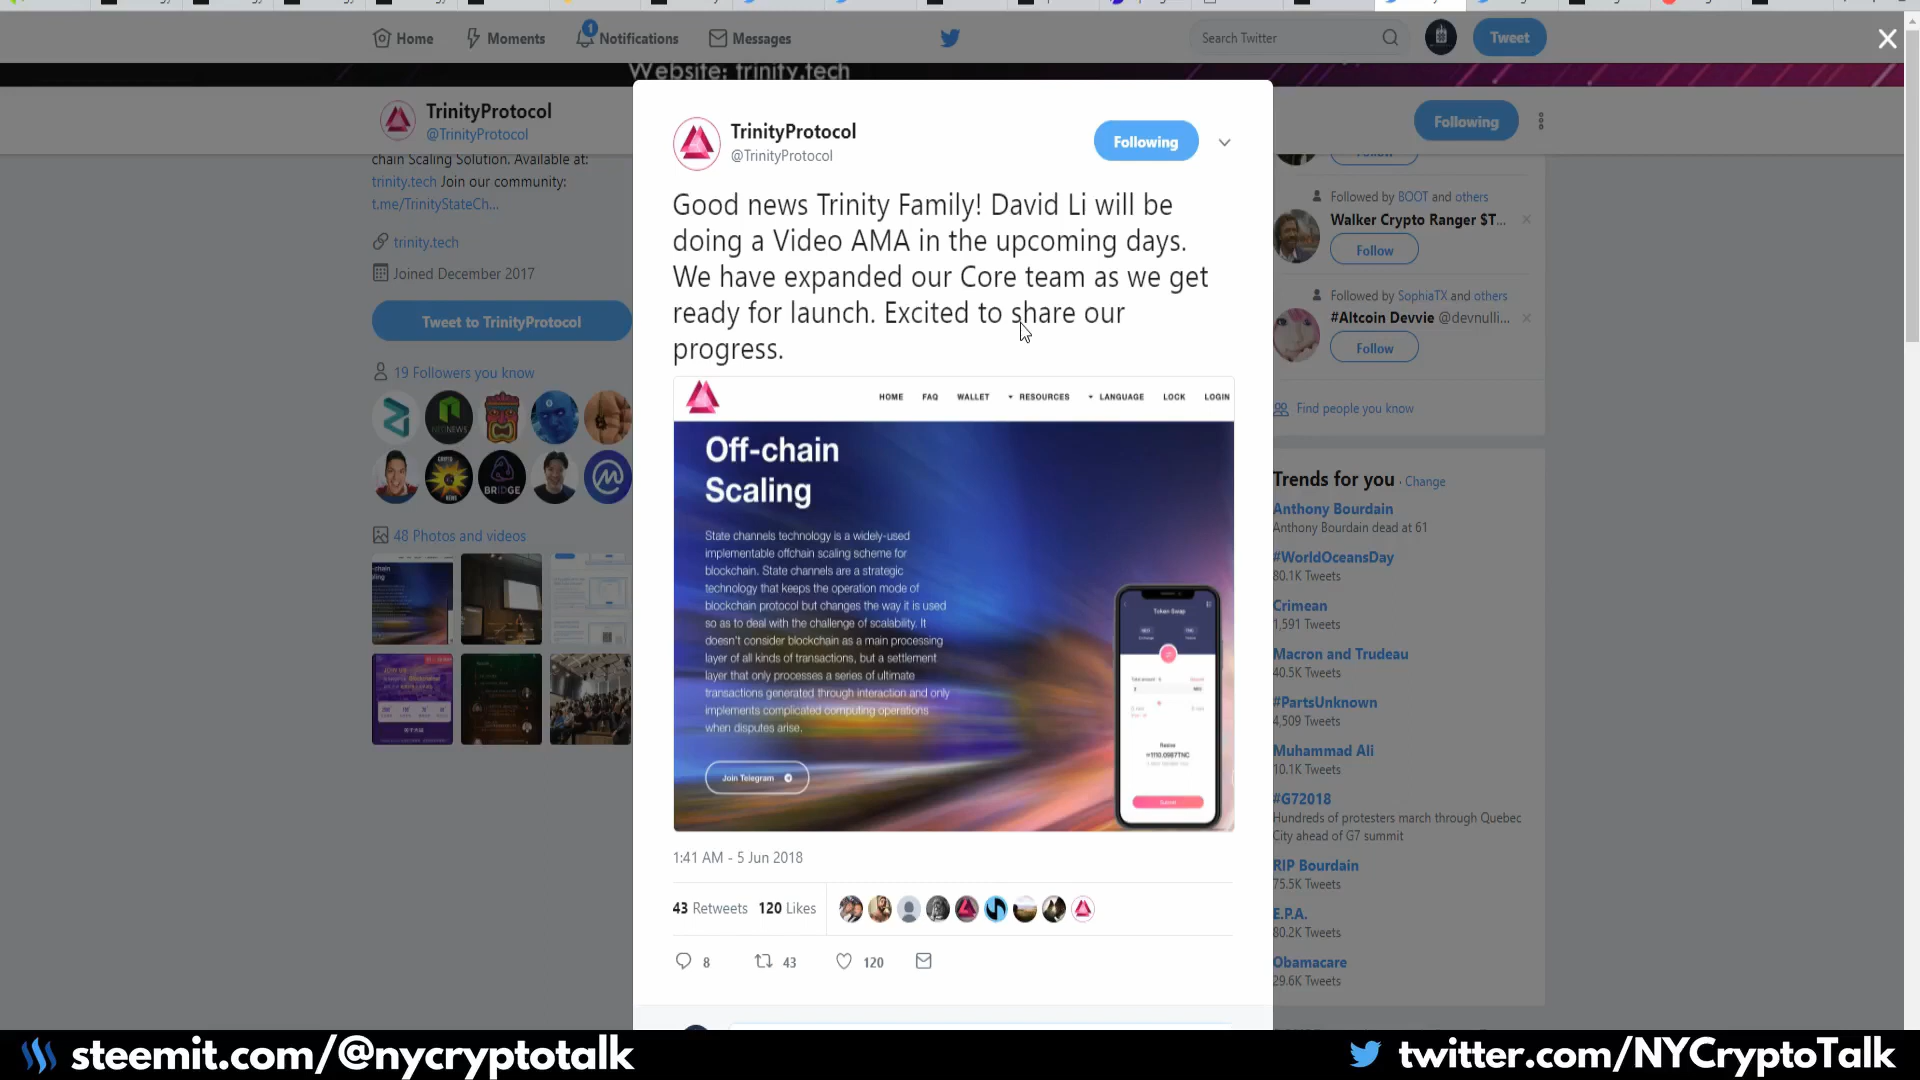 Home
Moments
1
Notifications
Messages
Search Twitter
Tweet
Website: trinity.tech
TrinityProtocol
@TrinityProtocol
Following
chain Scaling Solution. Available at:
trinity.tech Join our community:
t.me/TrinityStateCh...
trinity.tech
Joined December 2017
Tweet to TrinityProtocol
19 Followers you know
BRIDGE
48 Photos and videos
TrinityProtocol
@TrinityProtocol
Following
Good news Trinity Family! David Li will be
doing a Video AMA in the upcoming days.
We have expanded our Core team as we get
ready for launch. Excited to share our
progress.
HOME FAQ WALLET RESOURCES LANGUAGE LOCK LOGIN
Off-chain
Scaling
State channels technology is a widely-used
implementable offchain scaling scheme for
blockchain. State channels are a strategic
technology that keeps the operation mode of
blockchain protocol but changes the way it is used
so as to deal with the challenge of scalability. It
doesn't consider blockchain as a main processing
layer of all kinds of transactions, but a settlement
layer that only processes a series of ultimate
transactions generated through interaction and only
implements complicated computing operations
when disputes arise.
Join Telegram
Token Swap
Submit
1:41 AM - 5 Jun 2018
43 Retweets 120 Likes
8 43 120
Followed by BOOT and others
Walker Crypto Ranger $T...
Follow
Followed by SophiaTX and others
#Altcoin Devvie @devnulli...
Follow
Find people you know
Trends for you · Change
Anthony Bourdain
Anthony Bourdain dead at 61
#WorldOceansDay
80.1K Tweets
Crimean
1,591 Tweets
Macron and Trudeau
40.5K Tweets
#PartsUnknown
4,509 Tweets
Muhammad Ali
10.1K Tweets
#G72018
Hundreds of protesters march through Quebec
City ahead of G7 summit
RIP Bourdain
75.5K Tweets
E.P.A.
80.2K Tweets
Obamacare
29.6K Tweets
steemit.com/@nycryptotalk
twitter.com/NYCryptoTalk